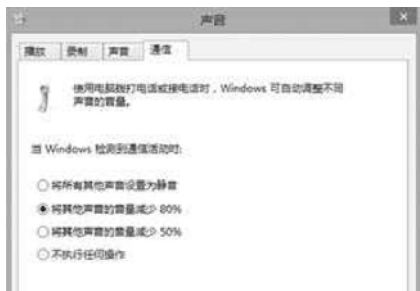 声音
播放 录制 声音 通信
使用电脑拨打电话或接电话时，Windows 可自动调整不同
声音的音量。
当 Windows 检测到通信活动时:
将所有其他声音设置为静音
将其他声音的音量减少 80%
将其他声音的音量减少 50%
不执行任何操作